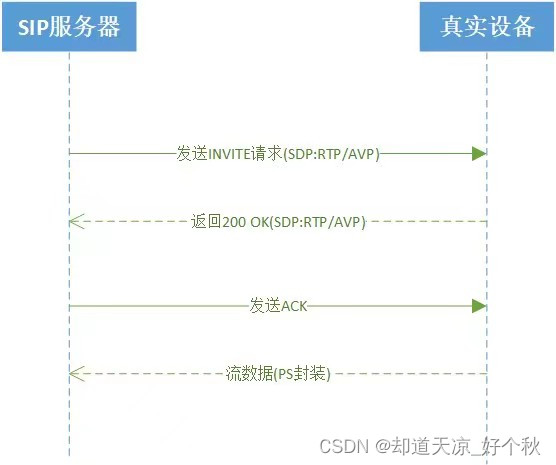 SIP服务器
真实设备
发送INVITE请求(SDP:RTP/AVP)
返回200 OK(SDP:RTP/AVP)
发送ACK
流数据(PS封装)
CSDN @却道天凉_好个秋